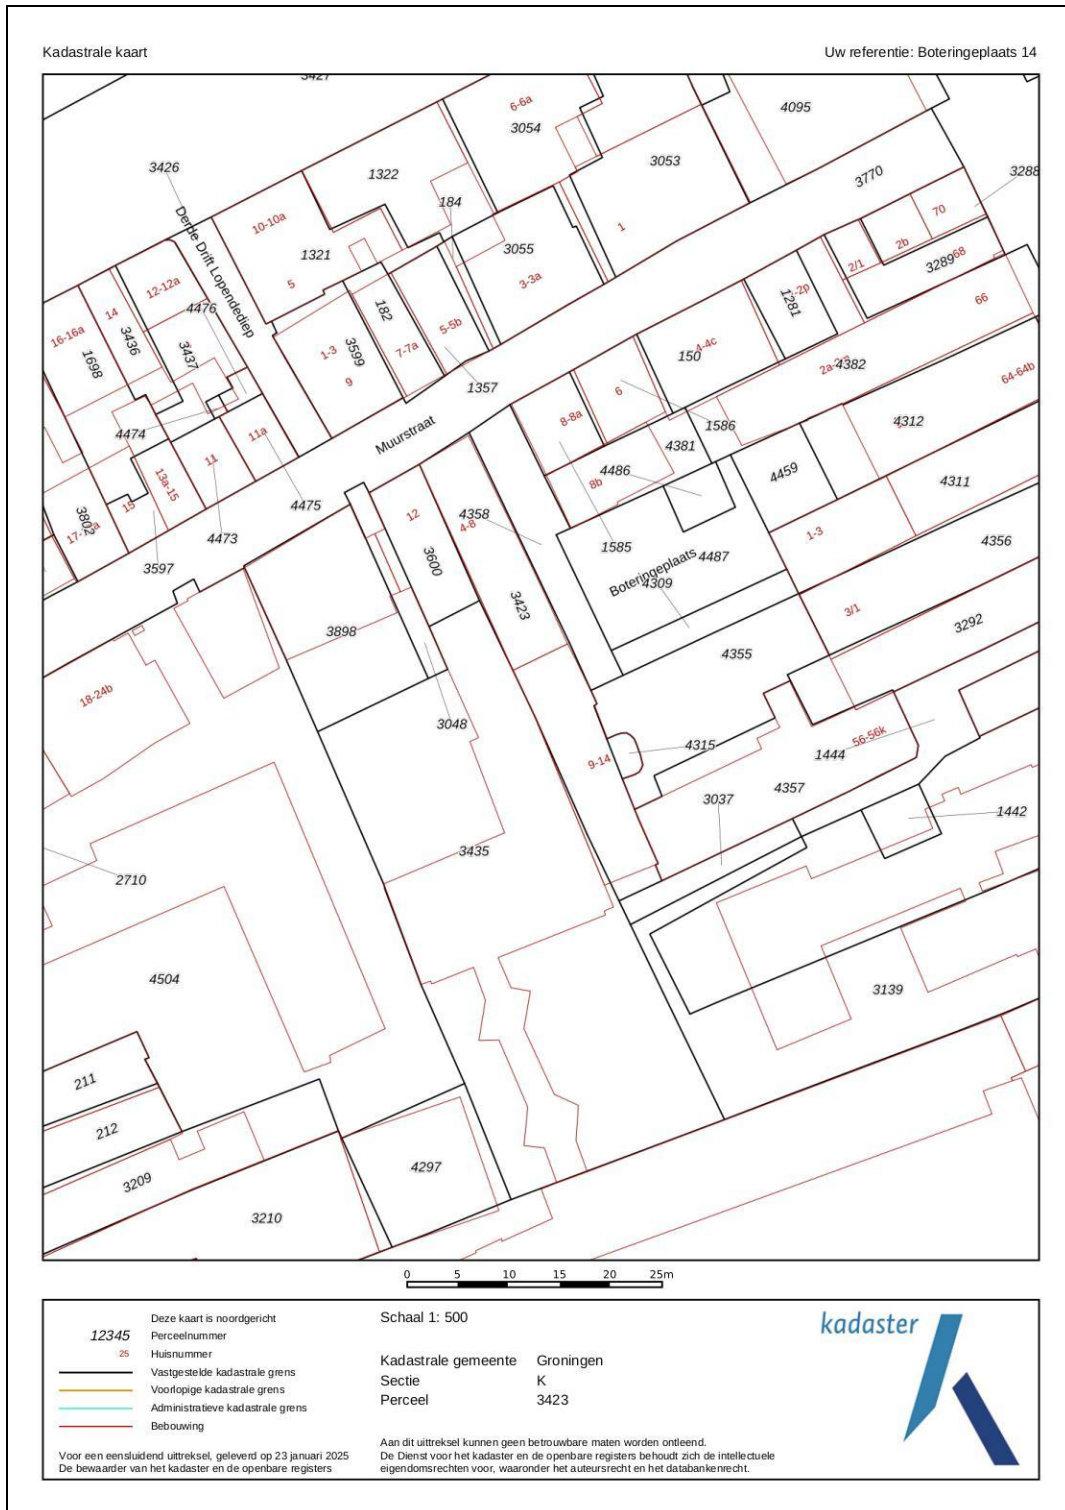 Kadastrale kaart
Uw referentie: Boteringeplaats 14
3427
6-6a
3054
4095
3426
1322
3053
3770
3288
184
10-10a
1321
3055
1
70
2b
2/1
3289
68
Derde Drift Lopendediep
12-12a
4476
5
3-3a
182
1281
66
14
3436
16-16a
1698
3437
1-3
3599
9
7-7a
5-5b
1357
150
4-4c
4382
64-64b
6
1586
8-8a
4381
4312
4474
11a
11
Muurstraat
4486
8b
4459
4311
13a-15
15
3802
4475
4473
3597
12
4358
4-8
3600
3423
1585
Boteringeplaats
4487
4309
1-3
4356
3/1
3292
3898
4355
18-24b
3048
9-14
4315
56-56k
1444
4357
3037
1442
3435
2710
4504
3139
211
212
3209
4297
3210
0 5 10 15 20 25m
Deze kaart is noordgericht
12345 Perceelnummer
25 Huisnummer
Vastgestelde kadastrale grens
Voorlopige kadastrale grens
Administratieve kadastrale grens
Bebouwing
Voor een eensluidend uittreksel, geleverd op 23 januari 2025
De bewaarder van het kadaster en de openbare registers
Schaal 1: 500
Kadastrale gemeente Groningen
Sectie K
Perceel 3423
Aan dit uittreksel kunnen geen betrouwbare maten worden ontleend.
De Dienst voor het kadaster en de openbare registers behoudt zich de intellectuele
eigendomsrechten voor, waaronder het auteursrecht en het databankenrecht.
kadaster